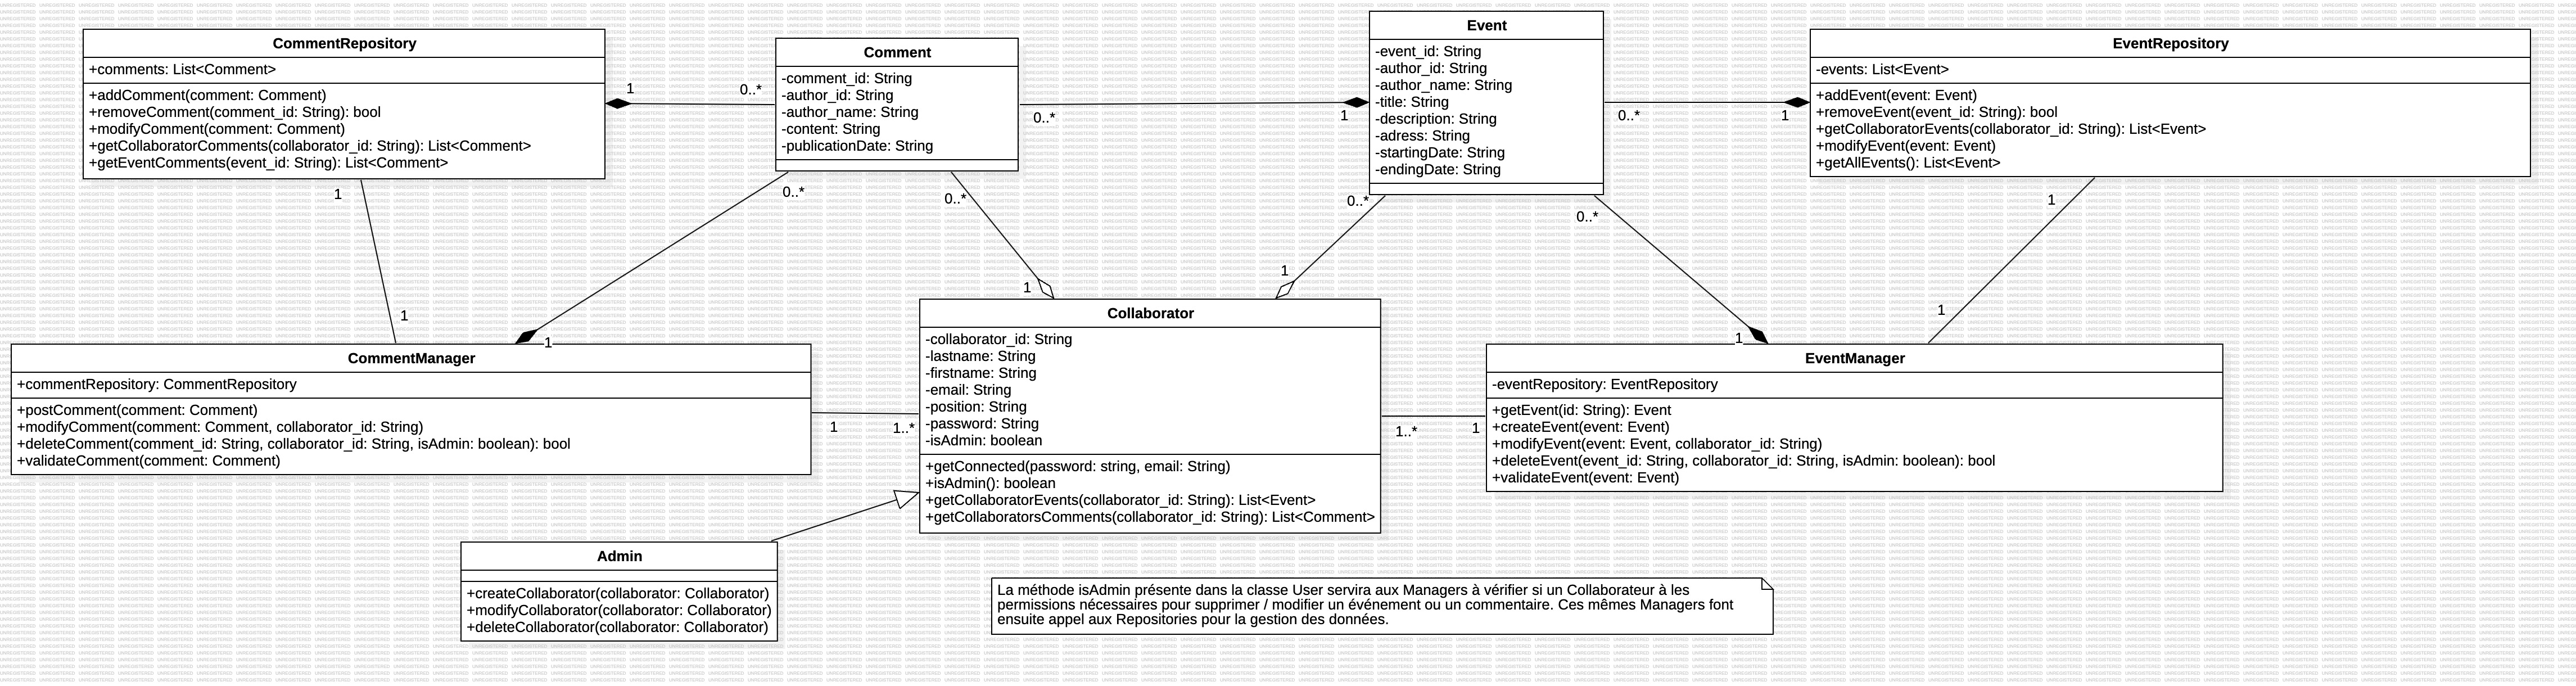 CommentRepository
+comments: List<Comment>
+addComment(comment: Comment)
+removeComment(comment_id: String): bool
+modifyComment(comment: Comment)
+getCollaboratorComments(collaborator_id: String): List<Comment>
+getEventComments(event_id: String): List<Comment>
1
0..*
Comment
-comment_id: String
-author_id: String
-author_name: String
-content: String
-publicationDate: String
0..*
1
Event
-event_id: String
-author_id: String
-author_name: String
-title: String
-description: String
-adress: String
-startingDate: String
-endingDate: String
0..*
1
EventRepository
-events: List<Event>
+addEvent(event: Event)
+removeEvent(event_id: String): bool
+getCollaboratorEvents(collaborator_id: String): List<Event>
+modifyEvent(event: Event)
+getAllEvents(): List<Event>
1
1
0..*
1
0..*
1
0..*
1
0..*
1
1
1
CommentManager
+commentRepository: CommentRepository
+postComment(comment: Comment)
+modifyComment(comment: Comment, collaborator_id: String)
+deleteComment(comment_id: String, collaborator_id: String, isAdmin: boolean): bool
+validateComment(comment: Comment)
1
1..*
Collaborator
-collaborator_id: String
-lastname: String
-firstname: String
-email: String
-position: String
-password: String
-isAdmin: boolean
+getConnected(password: string, email: String)
+isAdmin(): boolean
+getCollaboratorEvents(collaborator_id: String): List<Event>
+getCollaboratorsComments(collaborator_id: String): List<Comment>
1..*
1
EventManager
-eventRepository: EventRepository
+getEvent(id: String): Event
+createEvent(event: Event)
+modifyEvent(event: Event, collaborator_id: String)
+deleteEvent(event_id: String, collaborator_id: String, isAdmin: boolean): bool
+validateEvent(event: Event)
Admin
+createCollaborator(collaborator: Collaborator)
+modifyCollaborator(collaborator: Collaborator)
+deleteCollaborator(collaborator: Collaborator)
La méthode isAdmin présente dans la classe User servira aux Managers à vérifier si un Collaborateur à les
permissions nécessaires pour supprimer / modifier un événement ou un commentaire. Ces mêmes Managers font
ensuite appel aux Repositories pour la gestion des données.